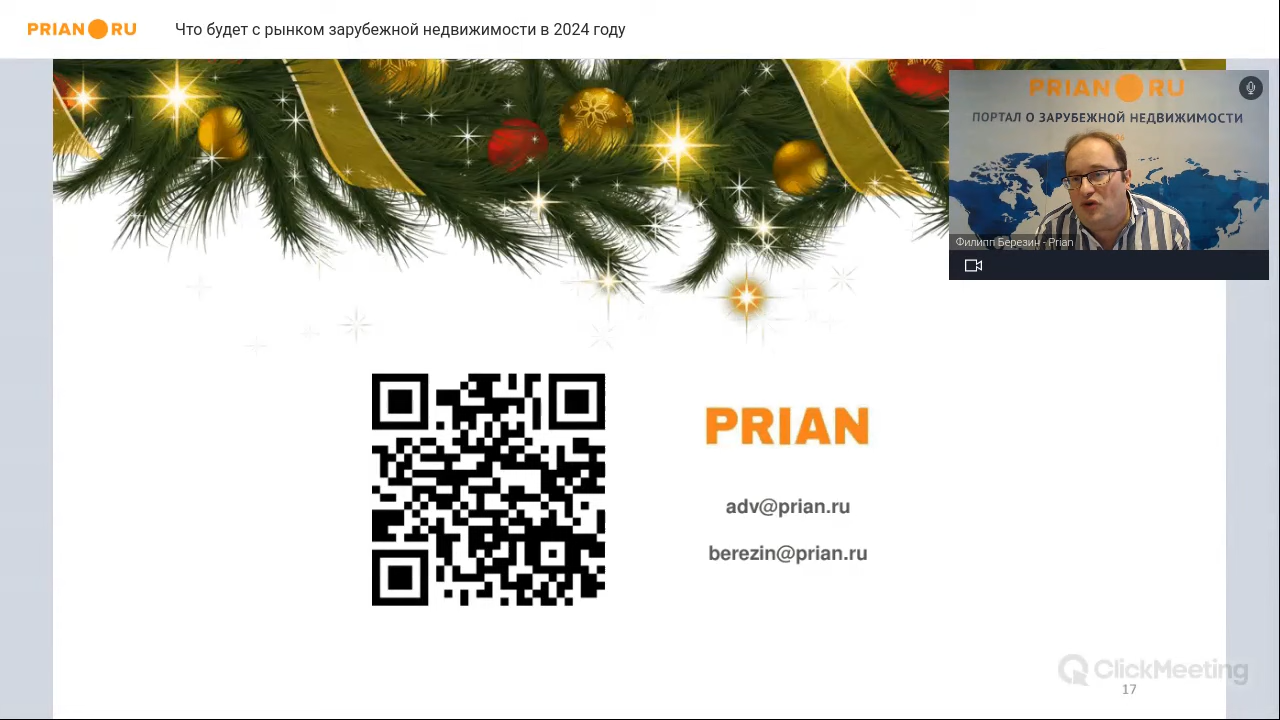 PRIAN RU
Что будет с рынком зарубежной недвижимости в 2024 году
PRIAN RU
ПОРТАЛ О ЗАРУБЕЖНОЙ НЕДВИЖИМОСТИ
Филипп Березин - Prian
PRIAN
adv@prian.ru
berezin@prian.ru
ClickMeeting
17